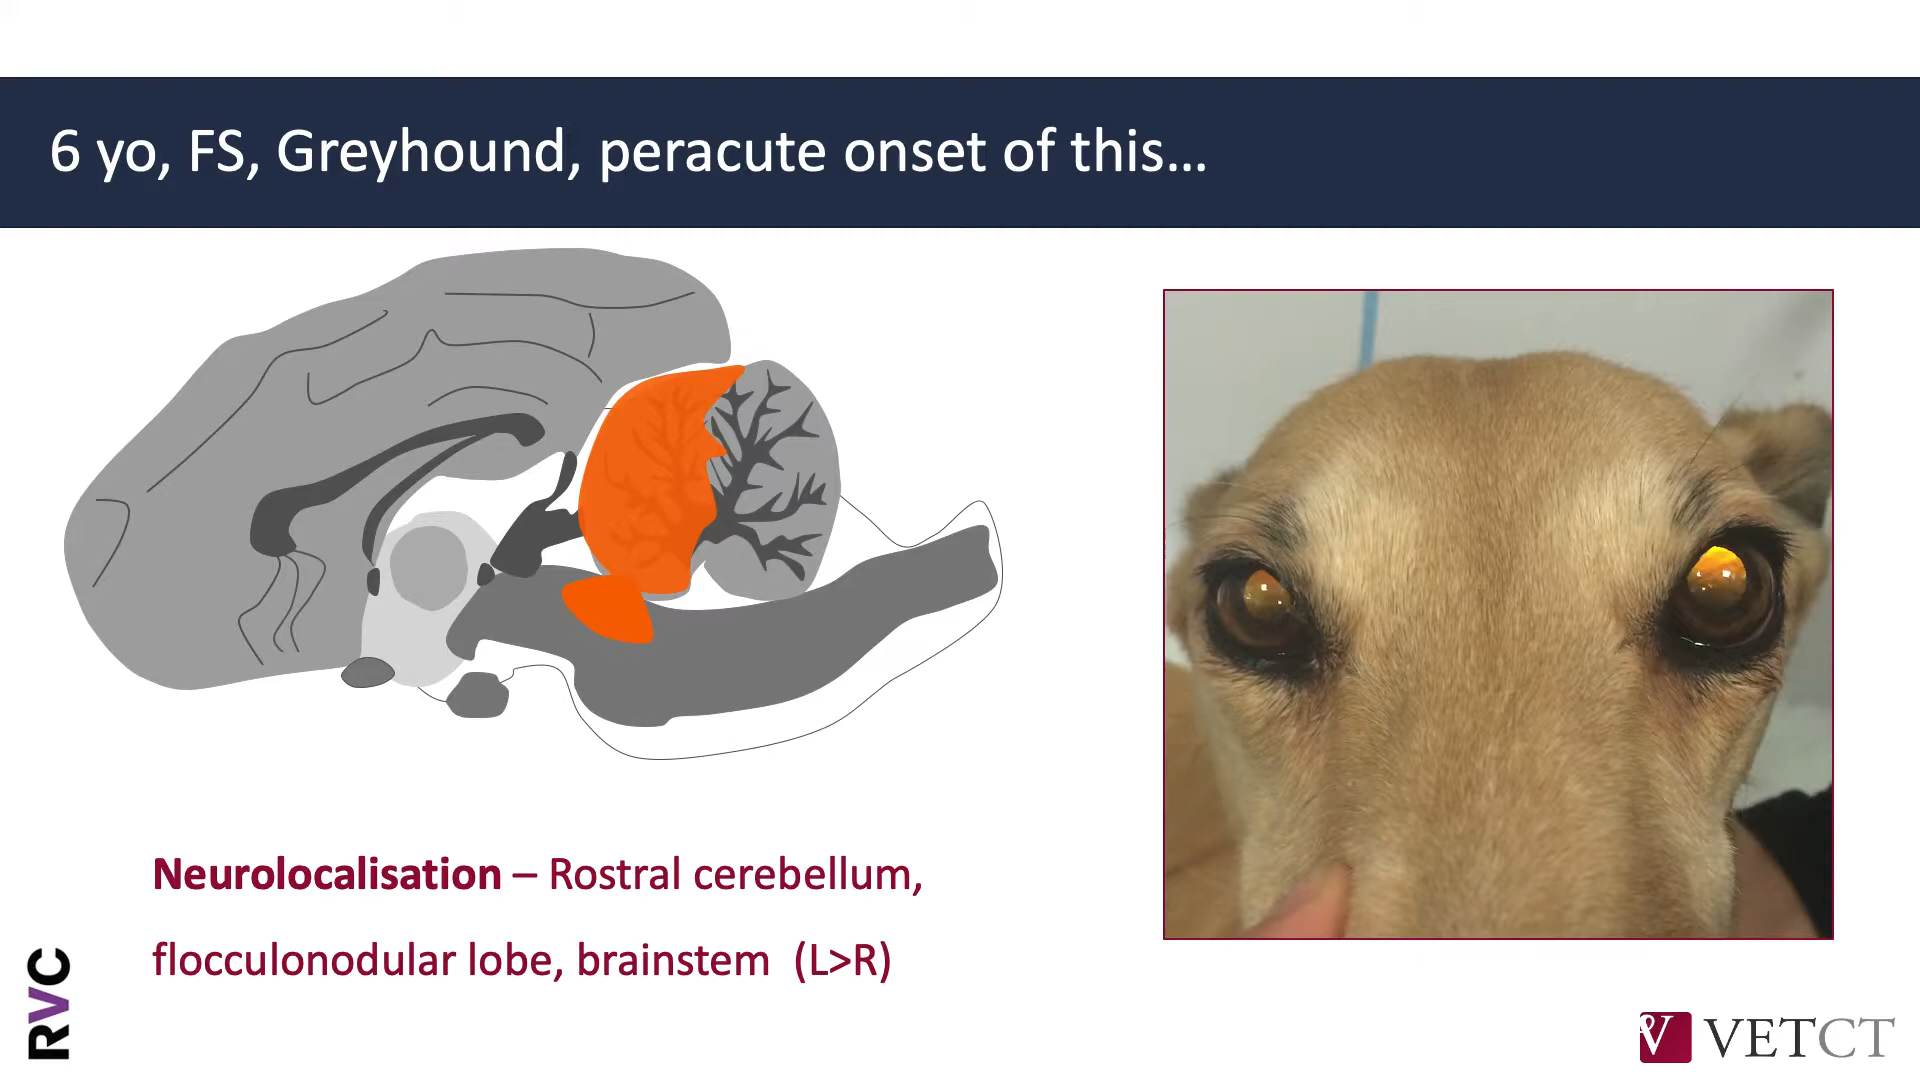 6 yo, FS, Greyhound, peracute onset of this...
Neurolocalisation – Rostral cerebellum,
flocculonodular lobe, brainstem (L>R)
RVC
V VETCT